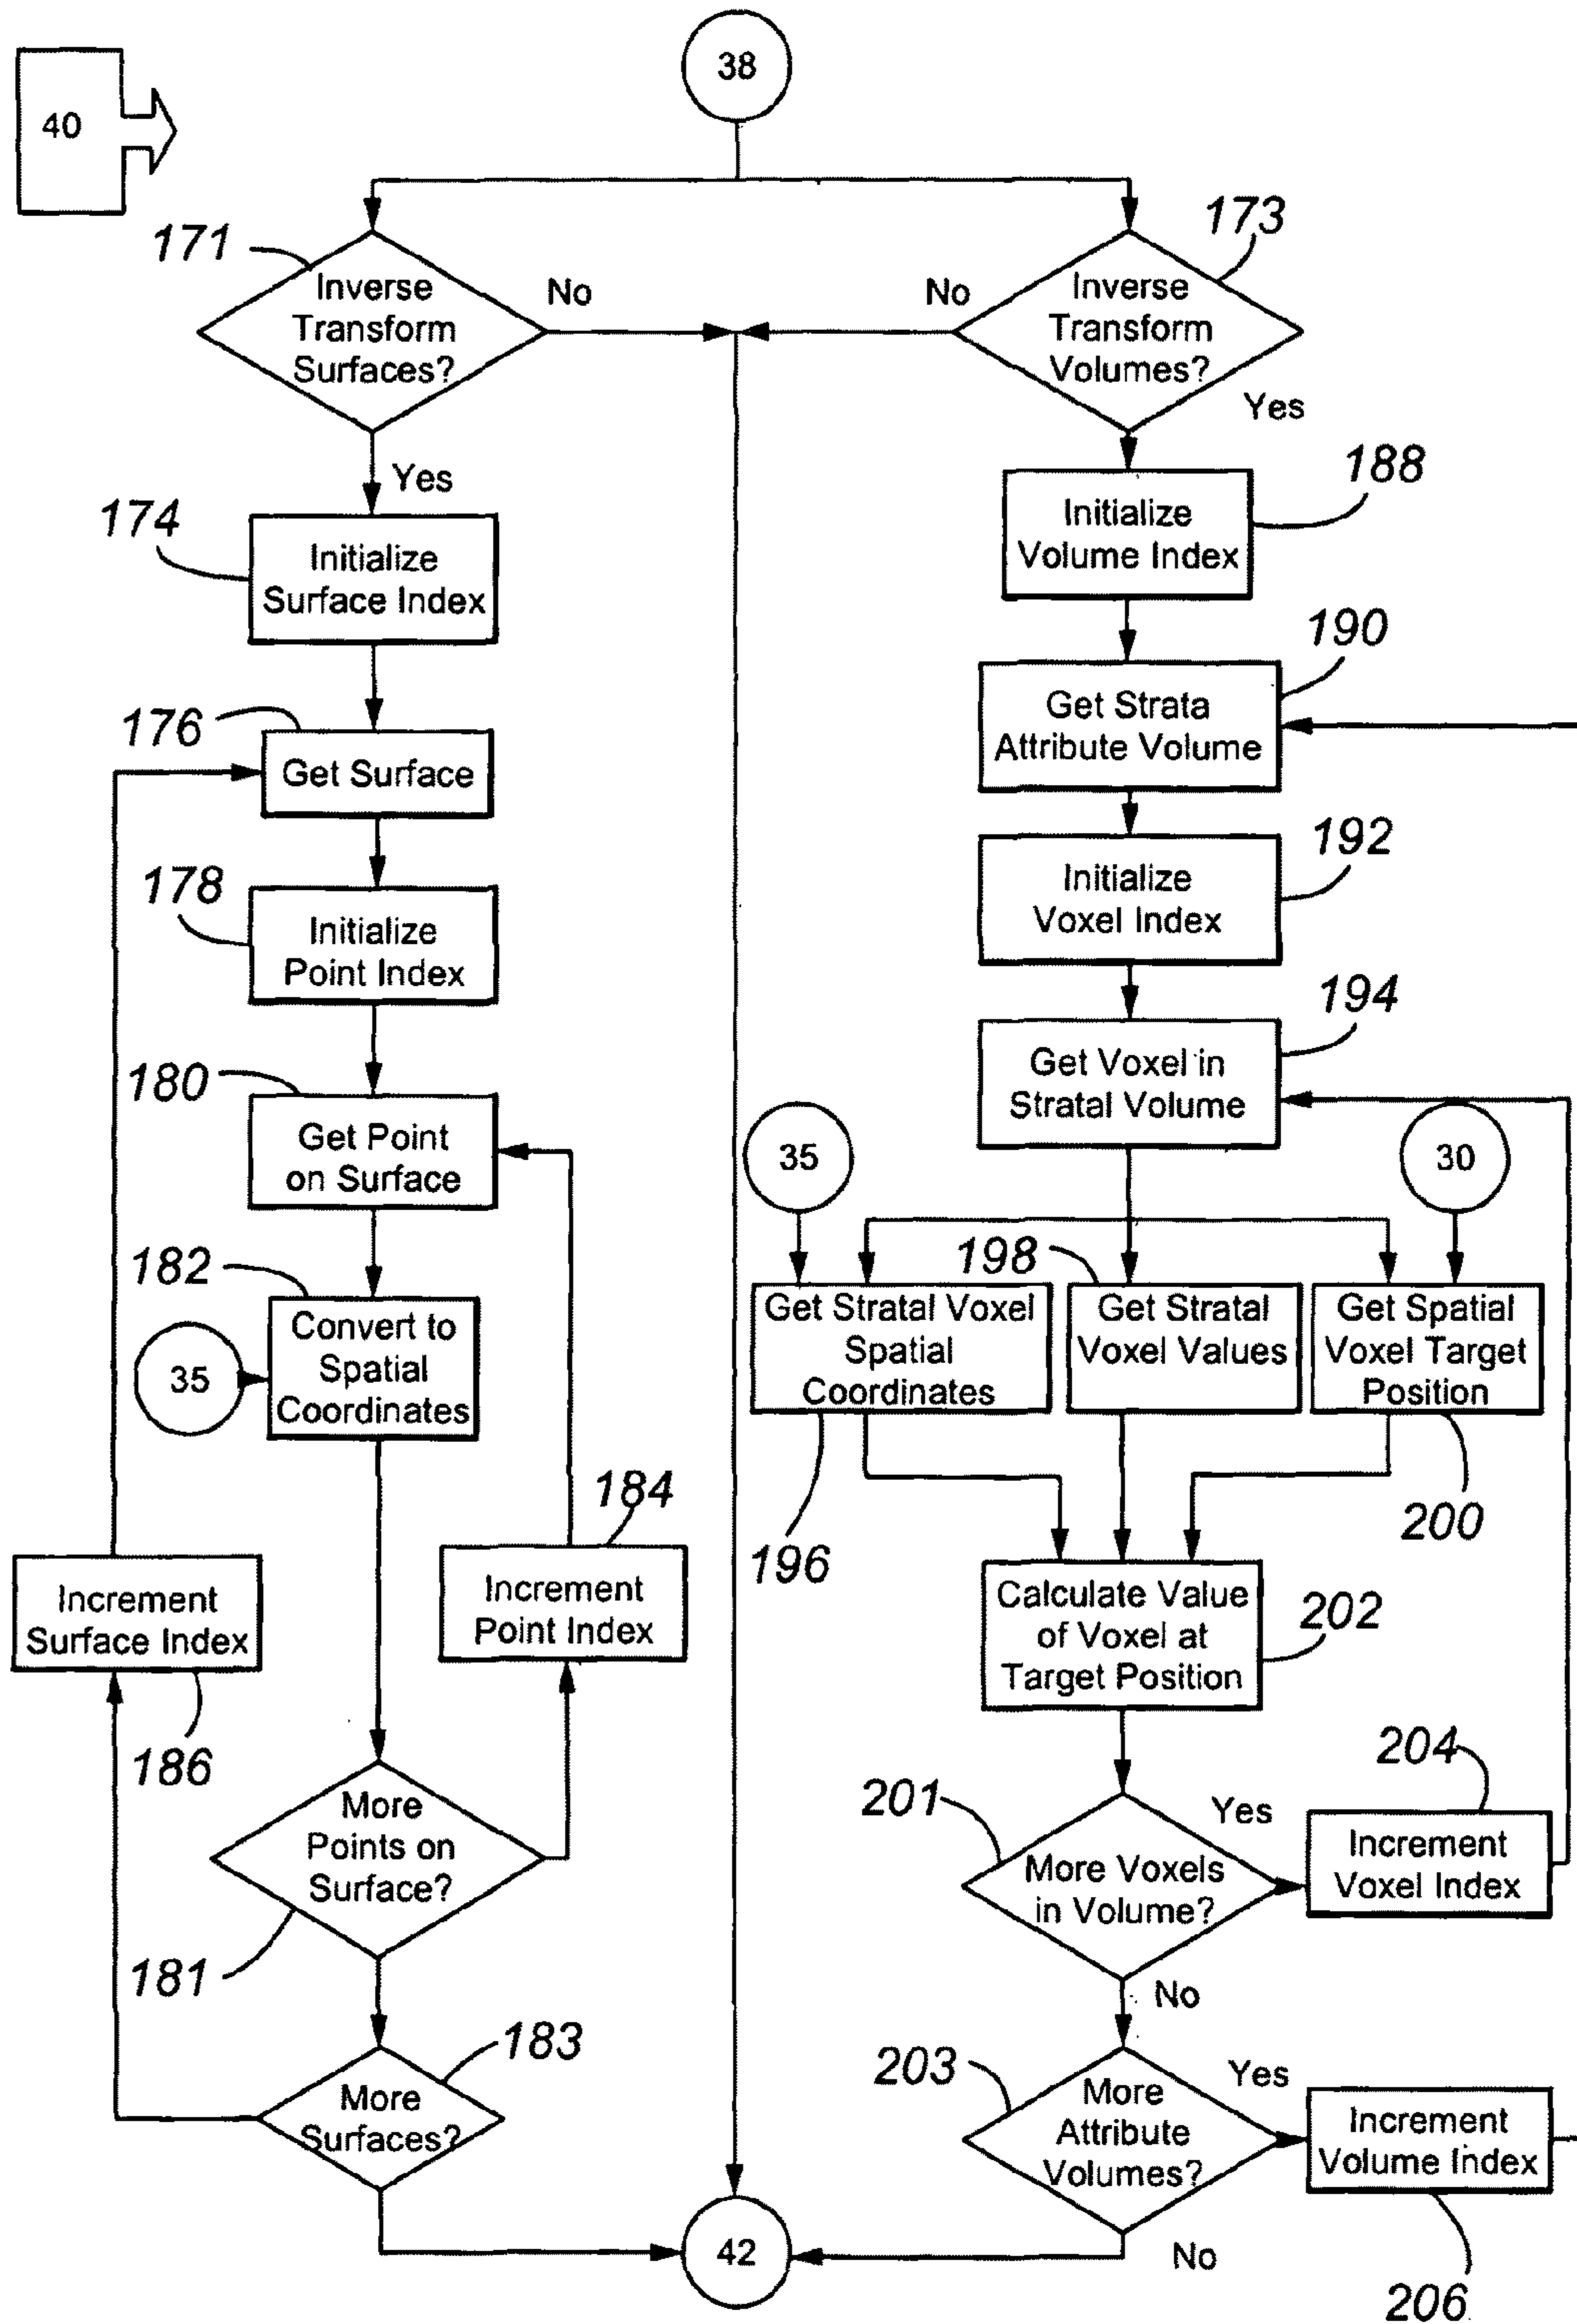 38
40
171
173
Inverse
Transform
Surfaces?
No
No
Inverse
Transform
Volumes?
Yes
Yes
174
Initialize
Surface Index
188
Initialize
Volume Index
176
Get Surface
190
Get Strata
Attribute Volume
178
Initialize
Point Index
192
Initialize
Voxel Index
180
Get Point
on Surface
194
Get Voxel in
Stratal Volume
35
30
182
Convert to
Spatial
Coordinates
35
198
Get Stratal Voxel
Spatial
Coordinates
Get Stratal
Voxel Values
Get Spatial
Voxel Target
Position
196
200
184
Increment
Surface Index
186
Increment
Point Index
Calculate Value
of Voxel at
Target Position
202
181
More
Points on
Surface?
201
More Voxels
in Volume?
Yes
204
Increment
Voxel Index
No
183
More
Surfaces?
203
More
Attribute
Volumes?
Yes
Increment
Volume Index
206
No
42